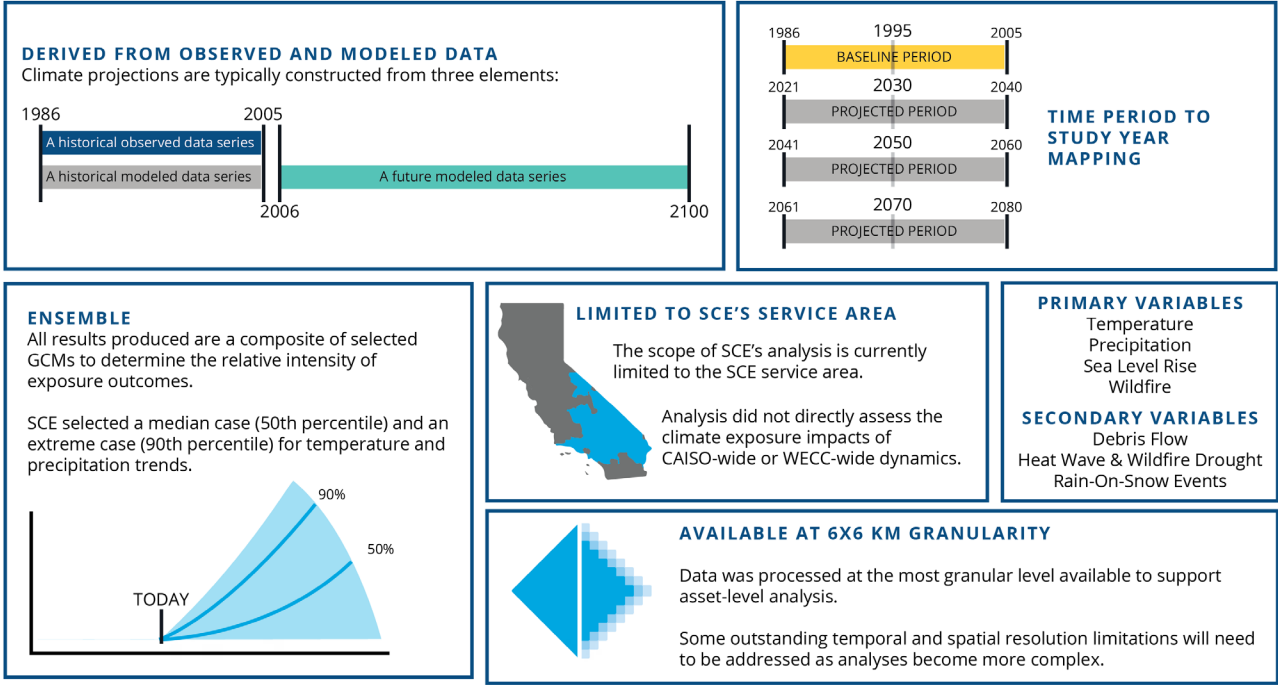 DERIVED FROM OBSERVED AND MODELED DATA
Climate projections are typically constructed from three elements:
1986
2005
A historical observed data series
A historical modeled data series
A future modeled data series
2006
2100
1986
1995
2005
BASELINE PERIOD
2021
2030
2040
PROJECTED PERIOD
2041
2050
2060
PROJECTED PERIOD
2061
2070
2080
PROJECTED PERIOD
TIME PERIOD TO
STUDY YEAR
MAPPING
ENSEMBLE
All results produced are a composite of selected
GCMs to determine the relative intensity of
exposure outcomes.
SCE selected a median case (50th percentile) and an
extreme case (90th percentile) for temperature and
precipitation trends.
90%
50%
TODAY
LIMITED TO SCE’S SERVICE AREA
The scope of SCE’s analysis is currently
limited to the SCE service area.
Analysis did not directly assess the
climate exposure impacts of
CAISO-wide or WECC-wide dynamics.
PRIMARY VARIABLES
Temperature
Precipitation
Sea Level Rise
Wildfire
SECONDARY VARIABLES
Debris Flow
Heat Wave & Wildfire Drought
Rain-On-Snow Events
AVAILABLE AT 6X6 KM GRANULARITY
Data was processed at the most granular level available to support
asset-level analysis.
Some outstanding temporal and spatial resolution limitations will need
to be addressed as analyses become more complex.